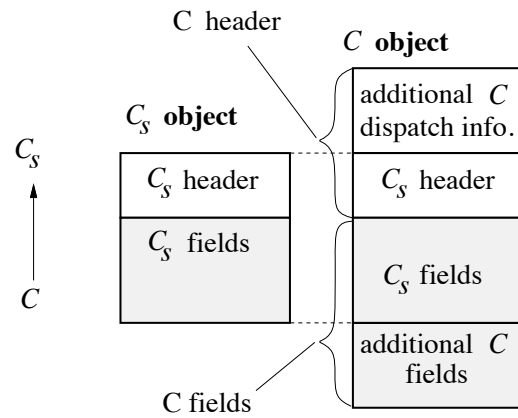 C header
C object
additional C
dispatch info.
C_s object
C_s
C_s header
C_s header
C_s fields
C_s fields
C
additional C
fields
C fields